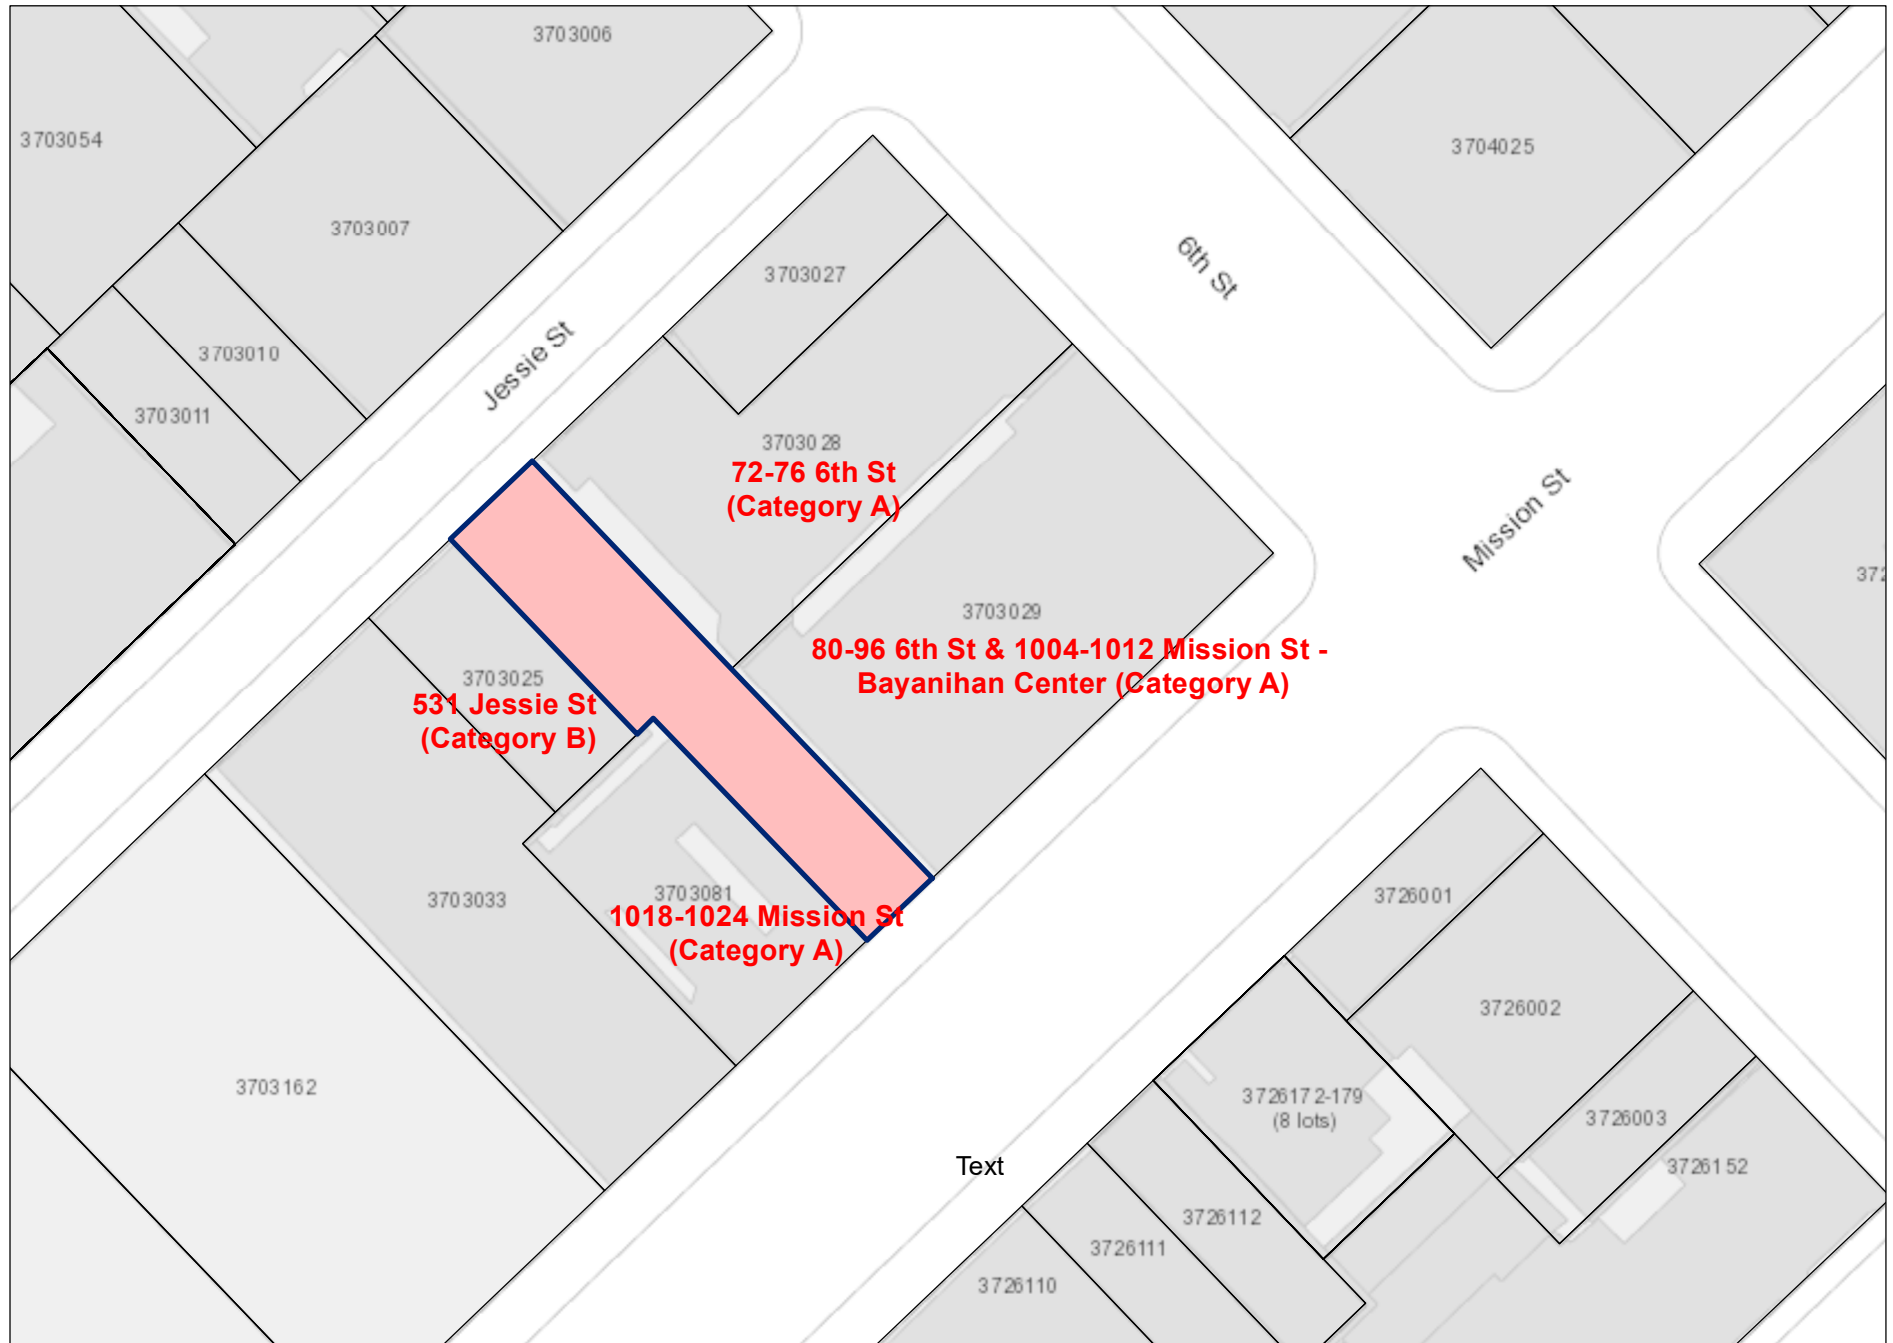 3703006
3703054
3704025
3703007
6th St
3703027
Jessie St
3703010
3703011
3703028
72-76 6th St
(Category A)
Mission St
372
3703029
80-96 6th St & 1004-1012 Mission St -
Bayanihan Center (Category A)
3703025
531 Jessie St
(Category B)
3703033
3703081
1018-1024 Mission St
(Category A)
3726001
3726002
3703162
3726172-179
(8 lots)
3726003
3726152
Text
3726112
3726111
3726110